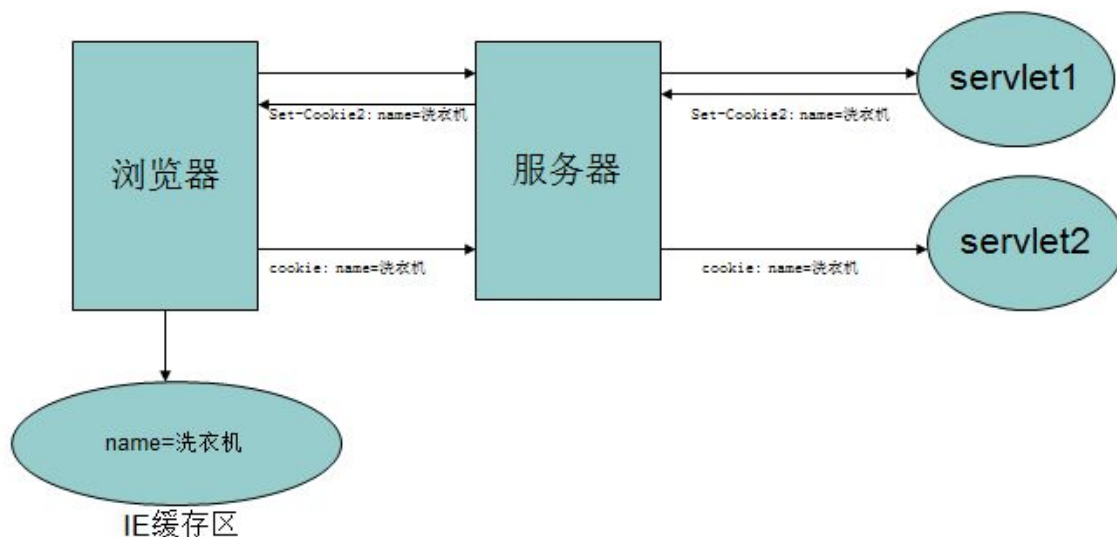 servlet1
Set-Cookie2: name=洗衣机
Set-Cookie2: name=洗衣机
浏览器
服务器
servlet2
cookie: name=洗衣机
cookie: name=洗衣机
name=洗衣机
IE缓存区